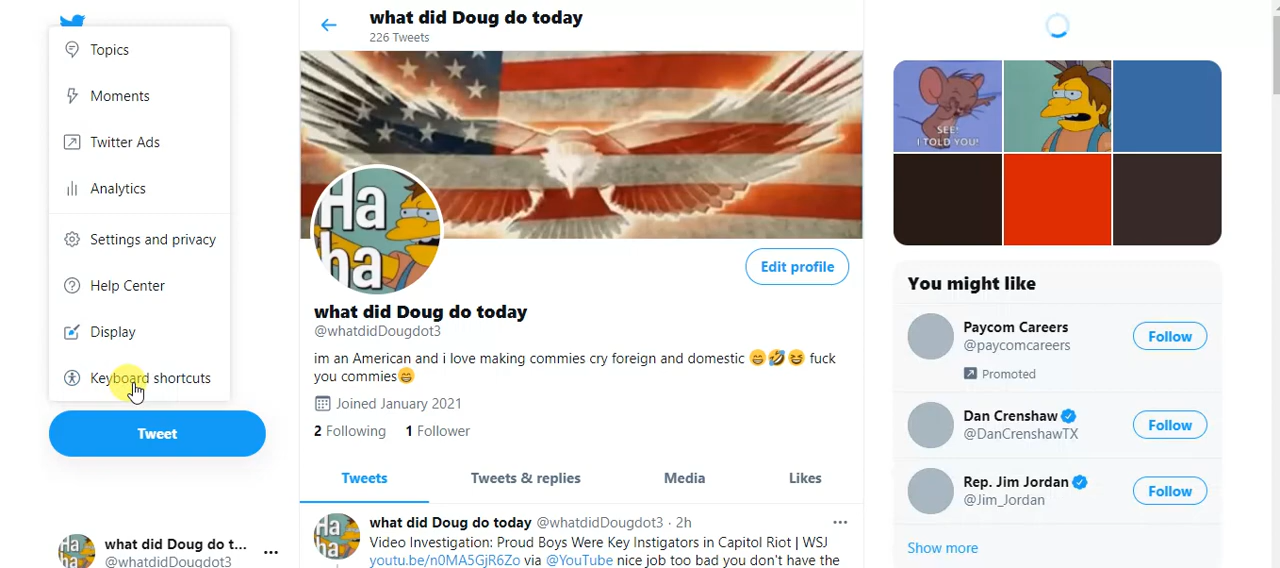 Topics
Moments
Twitter Ads
Analytics
Settings and privacy
Help Center
Display
Keyboard shortcuts
Tweet
what did Doug do t...
@whatdidDougdot3
what did Doug do today
226 Tweets
Ha
ha
Edit profile
what did Doug do today
@whatdidDougdot3
im an American and i love making commies cry foreign and domestic 😁🤣😆 fuck
you commies😁
Joined January 2021
2 Following 1 Follower
Tweets Tweets & replies Media Likes
what did Doug do today @whatdidDougdot3 · 2h
Video Investigation: Proud Boys Were Key Instigators in Capitol Riot | WSJ
youtu.be/n0MA5GjR6Zo via @YouTube nice job too bad you don't have the
SEE!
I TOLD YOU!
You might like
Paycom Careers
@paycomcareers
Follow
Promoted
Dan Crenshaw
@DanCrenshawTX
Follow
Rep. Jim Jordan
@Jim_Jordan
Follow
Show more